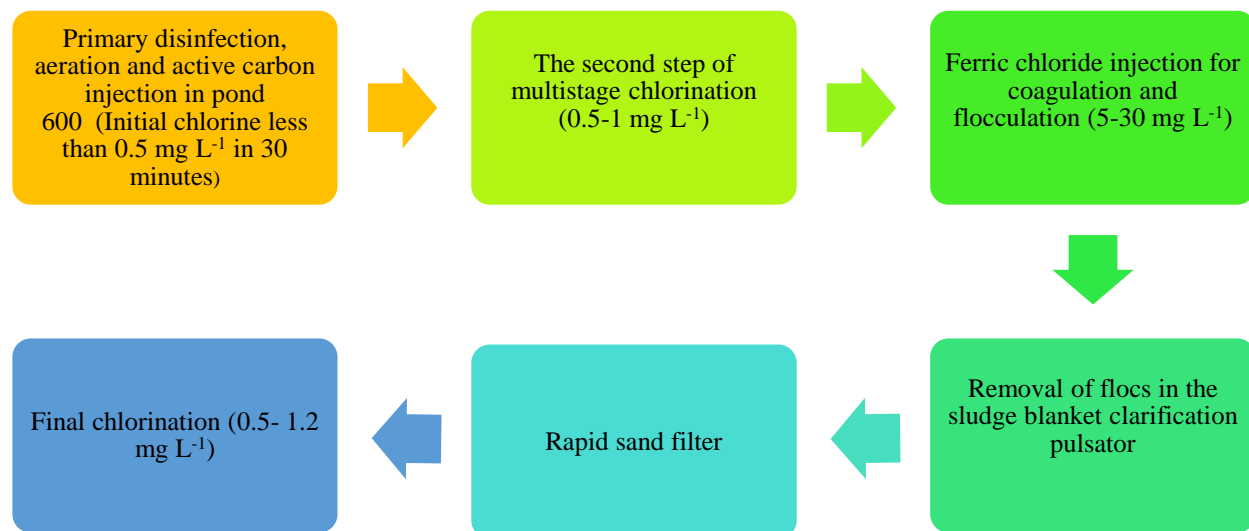 Primary disinfection,
aeration and active carbon
injection in pond
600  (Initial chlorine less
than 0.5 mg L⁻¹ in 30
minutes)
The second step of
multistage chlorination
(0.5-1 mg L⁻¹)
Ferric chloride injection for
coagulation and
flocculation (5-30 mg L⁻¹)
Removal of flocs in the
sludge blanket clarification
pulsator
Rapid sand filter
Final chlorination (0.5- 1.2
mg L⁻¹)